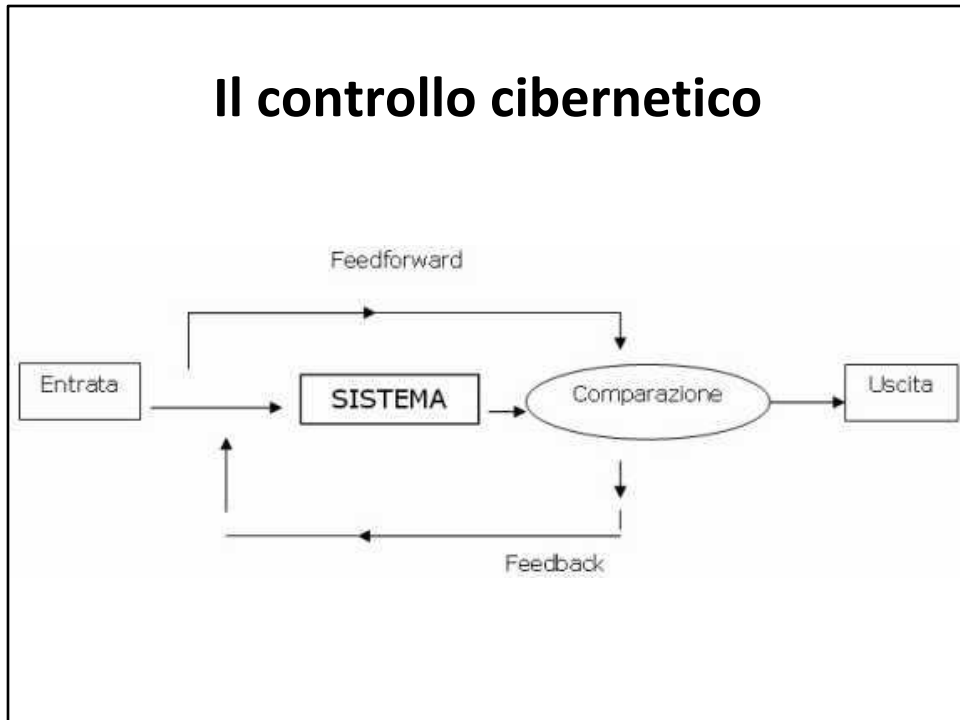 Il controllo cibernetico
Feedforward
Entrata
SISTEMA
Comparazione
Uscita
Feedback